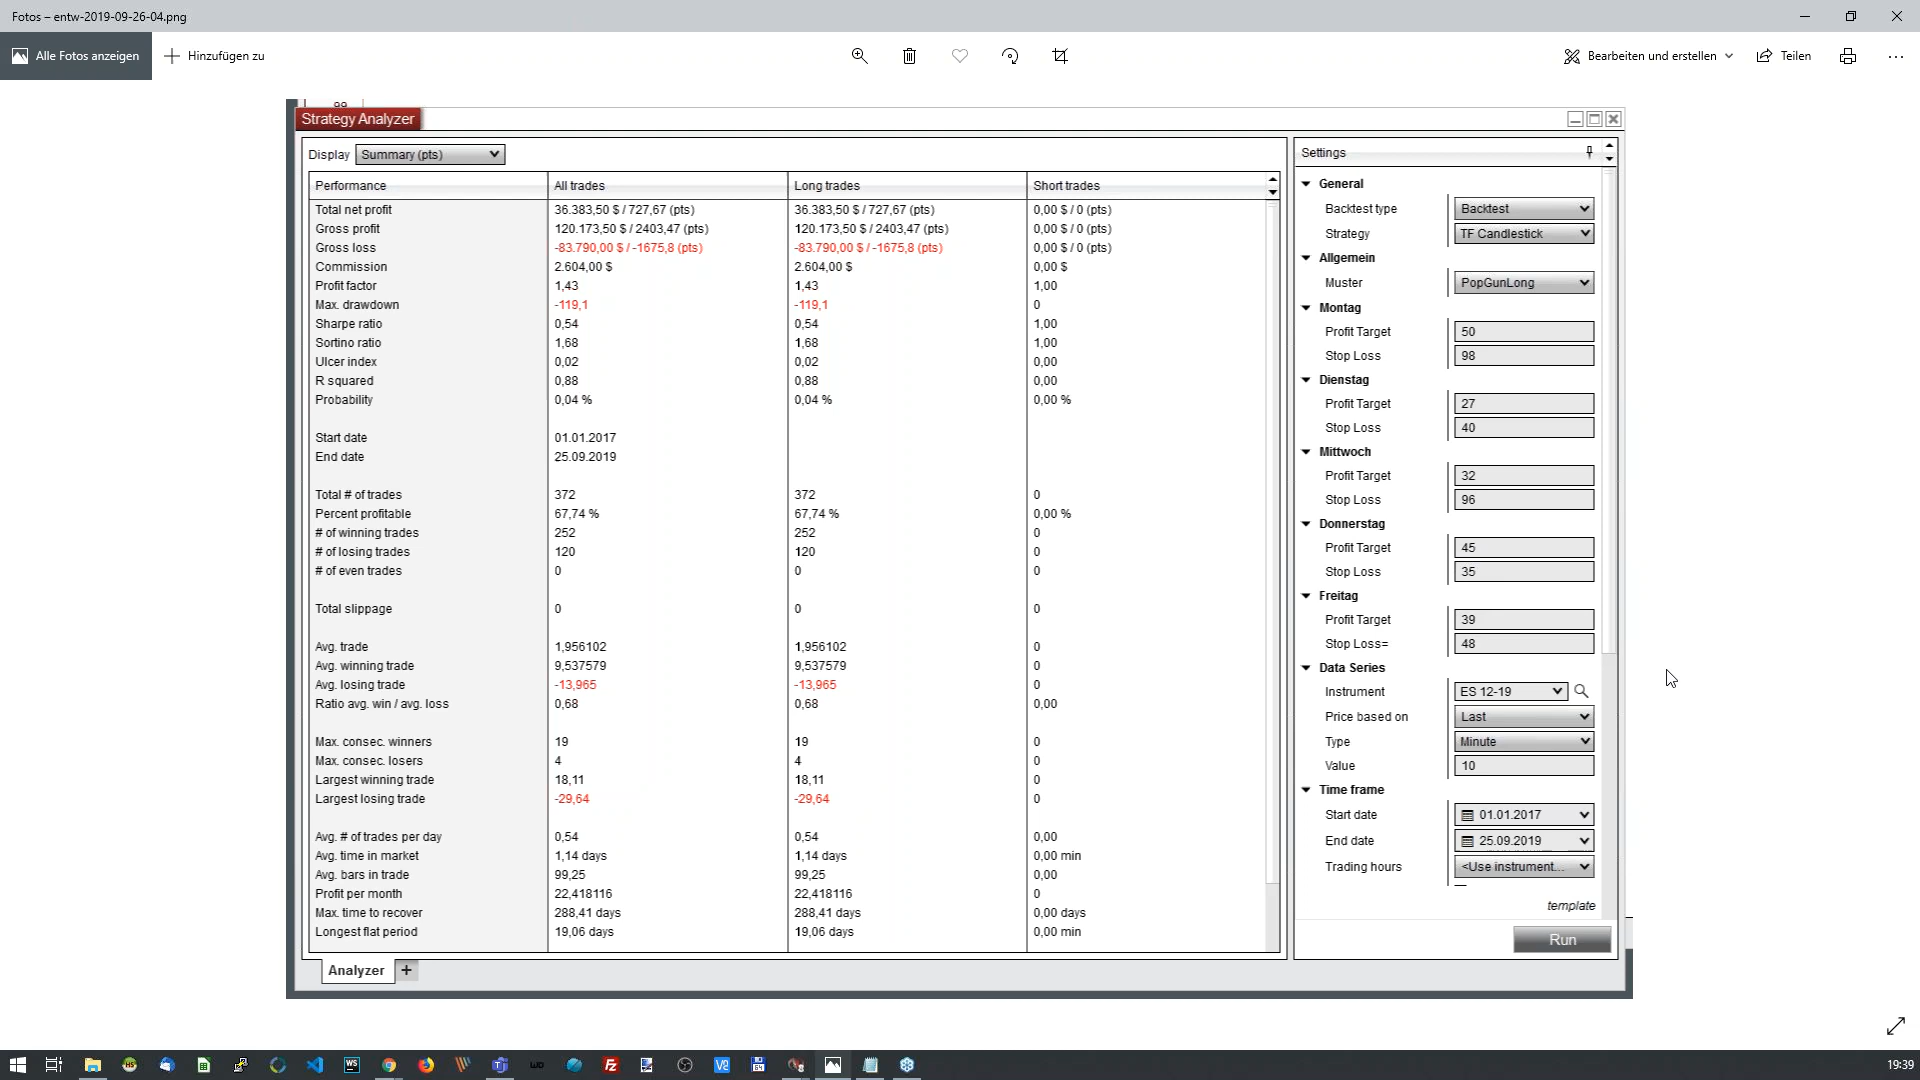 Fotos – entw-2019-09-26-04.png
Alle Fotos anzeigen
Hinzufügen zu
Bearbeiten und erstellen
Teilen
99
Strategy Analyzer
Display Summary (pts)
Performance All trades Long trades Short trades
Total net profit 36.383,50 $ / 727,67 (pts) 36.383,50 $ / 727,67 (pts) 0,00 $ / 0 (pts)
Gross profit 120.173,50 $ / 2403,47 (pts) 120.173,50 $ / 2403,47 (pts) 0,00 $ / 0 (pts)
Gross loss -83.790,00 $ / -1675,8 (pts) -83.790,00 $ / -1675,8 (pts) 0,00 $ / 0 (pts)
Commission 2.604,00 $ 2.604,00 $ 0,00 $
Profit factor 1,43 1,43 1,00
Max. drawdown -119,1 -119,1 0
Sharpe ratio 0,54 0,54 1,00
Sortino ratio 1,68 1,68 1,00
Ulcer index 0,02 0,02 0,00
R squared 0,88 0,88 0,00
Probability 0,04 % 0,04 % 0,00 %
Start date 01.01.2017
End date 25.09.2019
Total # of trades 372 372 0
Percent profitable 67,74 % 67,74 % 0,00 %
# of winning trades 252 252 0
# of losing trades 120 120 0
# of even trades 0 0 0
Total slippage 0 0 0
Avg. trade 1,956102 1,956102 0
Avg. winning trade 9,537579 9,537579 0
Avg. losing trade -13,965 -13,965 0
Ratio avg. win / avg. loss 0,68 0,68 0,00
Max. consec. winners 19 19 0
Max. consec. losers 4 4 0
Largest winning trade 18,11 18,11 0
Largest losing trade -29,64 -29,64 0
Avg. # of trades per day 0,54 0,54 0,00
Avg. time in market 1,14 days 1,14 days 0,00 min
Avg. bars in trade 99,25 99,25 0,00
Profit per month 22,418116 22,418116 0
Max. time to recover 288,41 days 288,41 days 0,00 days
Longest flat period 19,06 days 19,06 days 0,00 min
Analyzer +
Settings
General
Backtest type Backtest
Strategy TF Candlestick
Allgemein
Muster PopGunLong
Montag
Profit Target 50
Stop Loss 98
Dienstag
Profit Target 27
Stop Loss 40
Mittwoch
Profit Target 32
Stop Loss 96
Donnerstag
Profit Target 45
Stop Loss 35
Freitag
Profit Target 39
Stop Loss= 48
Data Series
Instrument ES 12-19
Price based on Last
Type Minute
Value 10
Time frame
Start date 01.01.2017
End date 25.09.2019
Trading hours <Use instrument...
template
Run
19:39